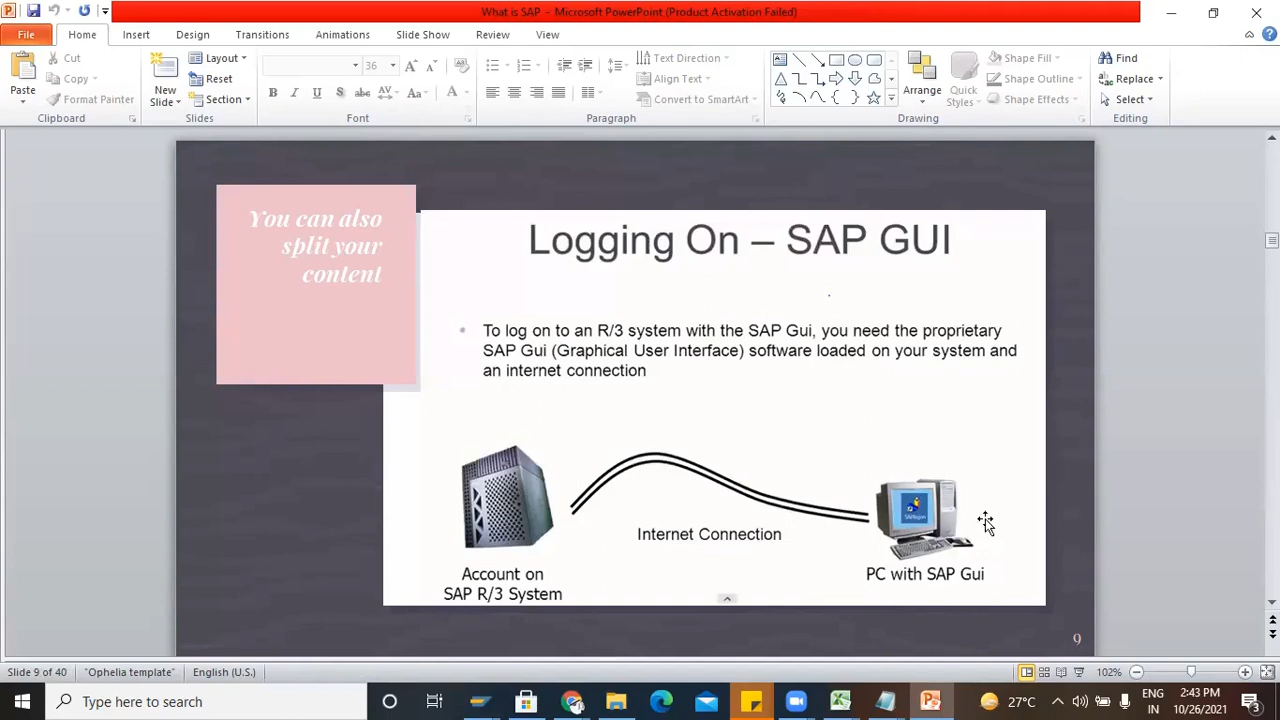 What is SAP - Microsoft PowerPoint (Product Activation Failed)
File Home Insert Design Transitions Animations Slide Show Review View
Paste
Cut
Copy
Format Painter
Clipboard
New
Slide
Layout
Reset
Section
Slides
36
B I U S abc AV Aa A
Font
Text Direction
Align Text
Convert to SmartArt
Paragraph
Arrange
Quick
Styles
Shape Fill
Shape Outline
Shape Effects
Drawing
Find
Replace
Select
Editing
You can also
split your
content
Logging On – SAP GUI
To log on to an R/3 system with the SAP Gui, you need the proprietary
SAP Gui (Graphical User Interface) software loaded on your system and
an internet connection
Internet Connection
Account on
SAP R/3 System
PC with SAP Gui
9
Slide 9 of 40 "Ophelia template" English (U.S.) 102%
Type here to search
27°C
ENG
IN
2:43 PM
10/26/2021
3